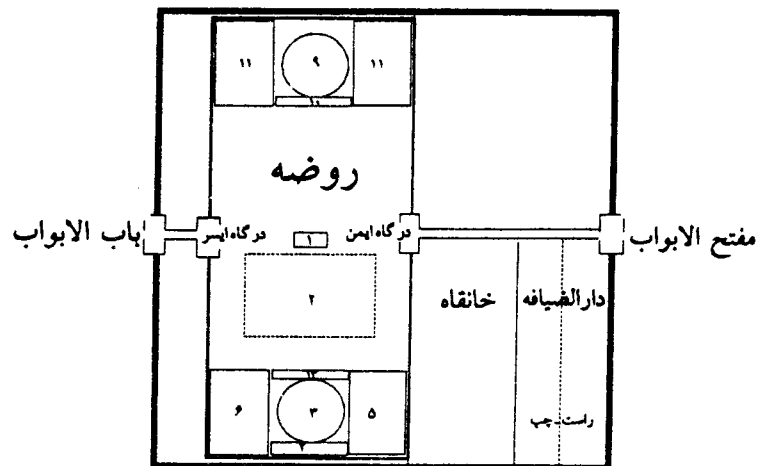 ۱۱ ۹ ۱۱
۱۰
روضه
مفتح الابواب درگاه ایمن ۱ درگاه ایسر باب الابواب
دارالضیافه خانقاه ۲
۵ ۳ ۶
راست-چپ